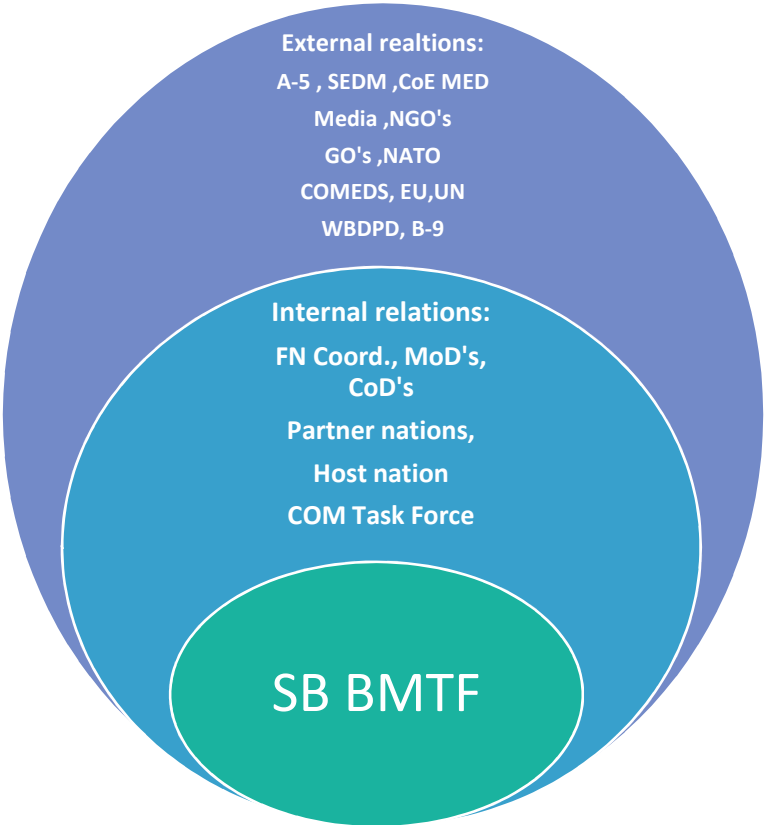 External realtions:
A-5 , SEDM ,CoE MED
Media ,NGO's
GO's ,NATO
COMEDS, EU,UN
WBDPD, B-9
Internal relations:
FN Coord., MoD's,
CoD's
Partner nations,
Host nation
COM Task Force
SB BMTF